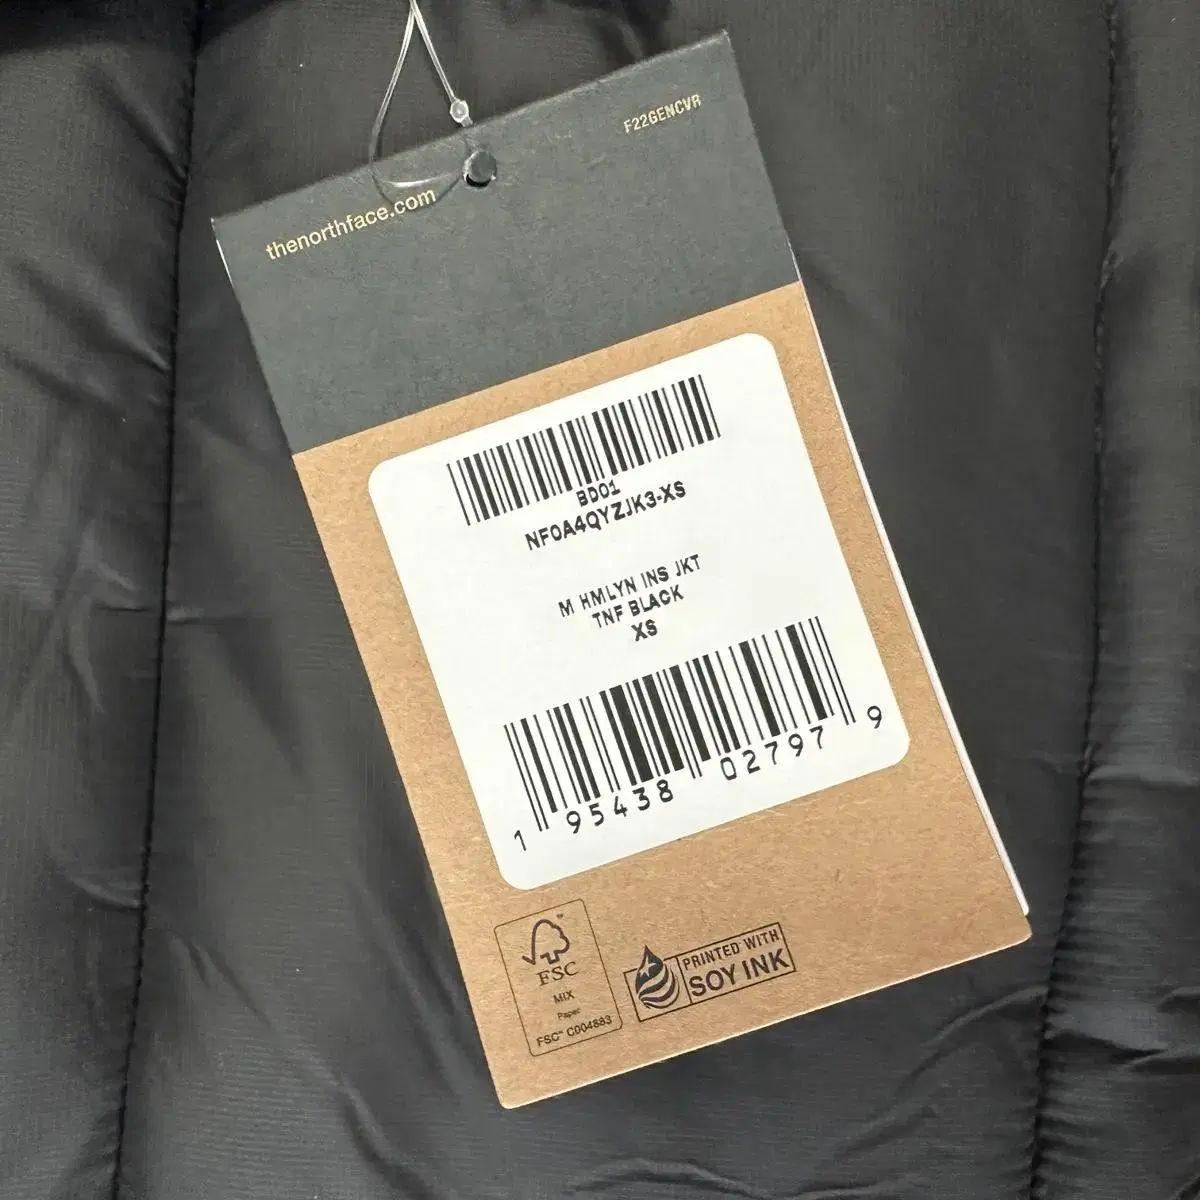 F22GENCVR
thenorthface.com
BD01
NF0A4QYZJK3-XS
M HMLYN INS JKT
TNF BLACK
XS
1 95438 02797 9
FSC
MIX
Paper
FSC™ C004883
PRINTED WITH
SOY INK